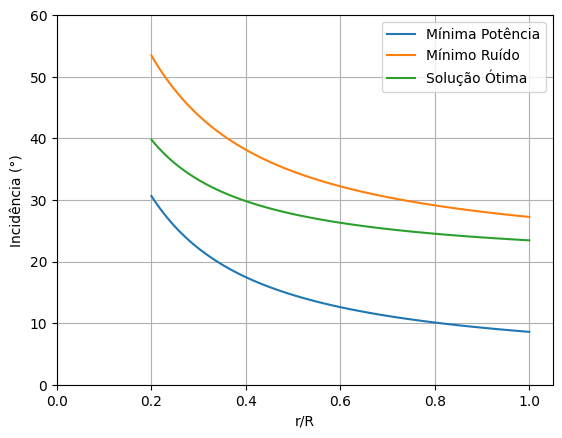 60
50
40
30
20
10
0
Incidência (°)
Mínima Potência
Mínimo Ruído
Solução Ótima
0.0 0.2 0.4 0.6 0.8 1.0
r/R